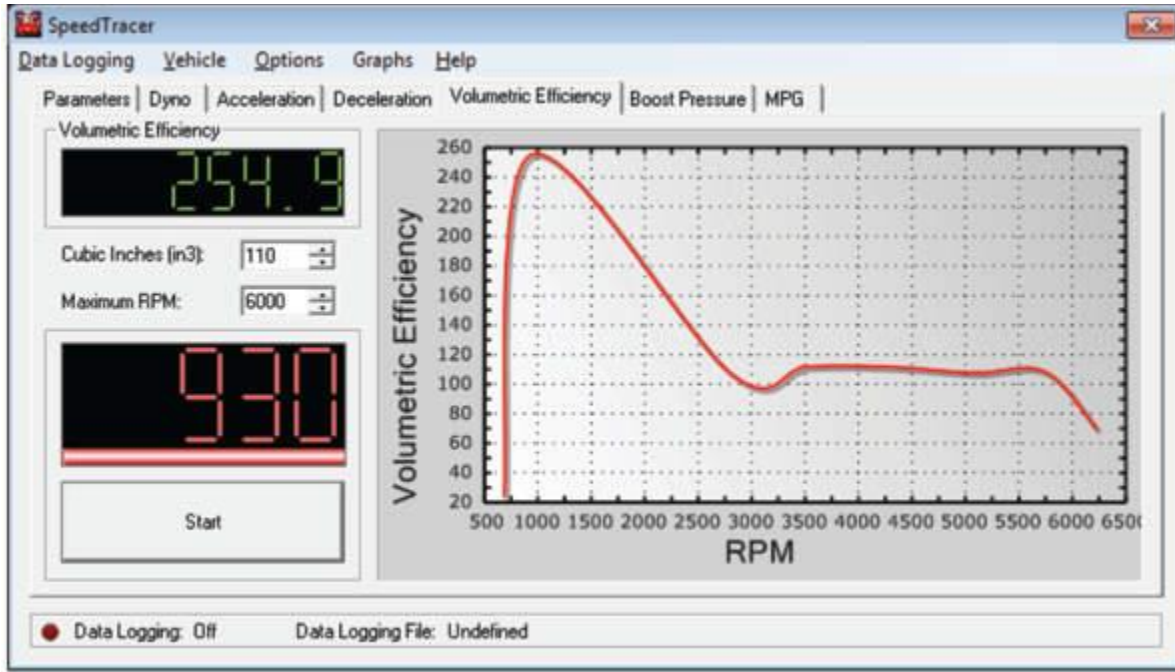 SpeedTracer
Data Logging Vehicle Options Graphs Help
Parameters Dyno Acceleration Deceleration Volumetric Efficiency Boost Pressure MPG
Volumetric Efficiency
254.9
Cubic Inches (in3): 110
Maximum RPM: 6000
930
Start
Volumetric Efficiency
260
240
220
200
180
160
140
120
100
80
60
40
20
500 1000 1500 2000 2500 3000 3500 4000 4500 5000 5500 6000 6500
RPM
Data Logging: Off Data Logging File: Undefined